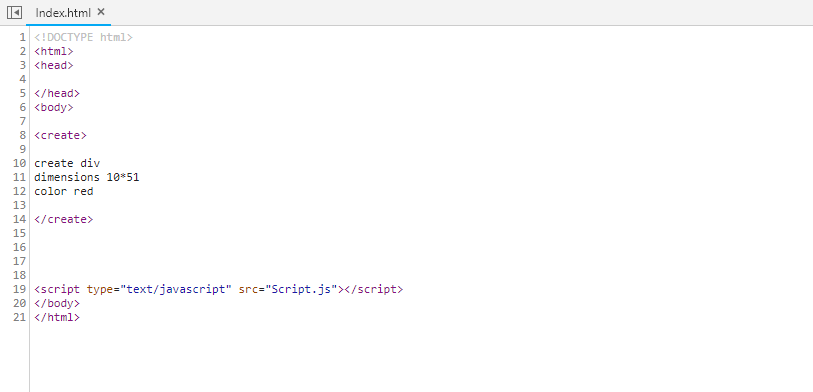 Index.html ×
1 <!DOCTYPE html>
2 <html>
3 <head>
4
5 </head>
6 <body>
7
8 <create>
9
10 create div
11 dimensions 10*51
12 color red
13
14 </create>
15
16
17
18
19 <script type="text/javascript" src="Script.js"></script>
20 </body>
21 </html>